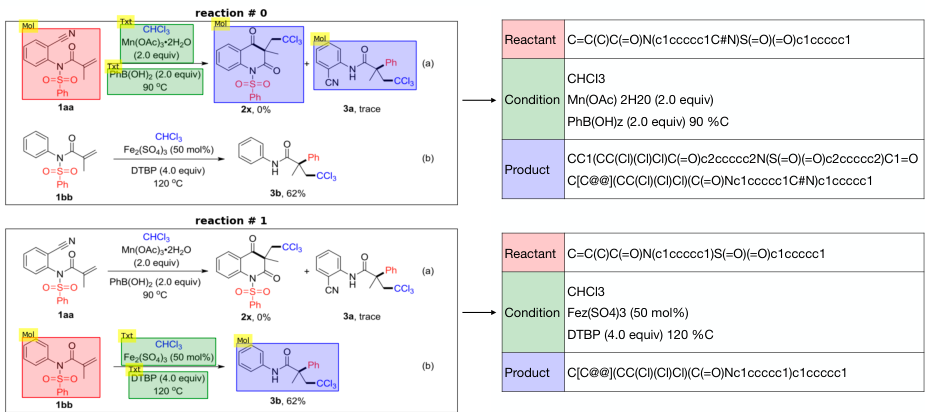 reaction # 0
Mol
Txt
Mol
Mol
CN
O
N
O=S=O
Ph
1aa
CHCl3
Mn(OAc)3•2H2O
(2.0 equiv)
Txt
PhB(OH)2 (2.0 equiv)
90 °C
O
CCl3
N
O
O=S=O
Ph
2x, 0%
+
O
Ph
N
H
CN
CCl3
3a, trace
(a)
O
N
O=S=O
Ph
1bb
CHCl3
Fe2(SO4)3 (50 mol%)
DTBP (4.0 equiv)
120 °C
O
Ph
N
H
CCl3
3b, 62%
(b)
Reactant
C=C(C)C(=O)N(c1ccccc1C#N)S(=O)(=O)c1ccccc1
Condition
CHCl3
Mn(OAc) 2H20 (2.0 equiv)
PhB(OH)z (2.0 equiv) 90 %C
Product
CC1(CC(Cl)(Cl)Cl)C(=O)c2ccccc2N(S(=O)(=O)c2ccccc2)C1=O
C[C@@](CC(Cl)(Cl)Cl)(C(=O)Nc1ccccc1C#N)c1ccccc1
reaction # 1
CN
O
N
O=S=O
Ph
1aa
CHCl3
Mn(OAc)3•2H2O
(2.0 equiv)
PhB(OH)2 (2.0 equiv)
90 °C
O
CCl3
N
O
O=S=O
Ph
2x, 0%
+
O
Ph
N
H
CN
CCl3
3a, trace
(a)
Mol
O
N
O=S=O
Ph
1bb
Txt
CHCl3
Fe2(SO4)3 (50 mol%)
Txt
DTBP (4.0 equiv)
120 °C
Mol
O
Ph
N
H
CCl3
3b, 62%
(b)
Reactant
C=C(C)C(=O)N(c1ccccc1)S(=O)(=O)c1ccccc1
Condition
CHCl3
Fez(SO4)3 (50 mol%)
DTBP (4.0 equiv) 120 %C
Product
C[C@@](CC(Cl)(Cl)Cl)(C(=O)Nc1ccccc1)c1ccccc1